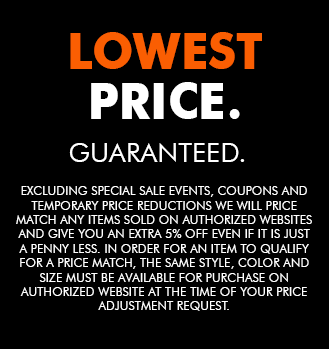 LOWEST
PRICE.
GUARANTEED.
EXCLUDING SPECIAL SALE EVENTS, COUPONS AND
TEMPORARY PRICE REDUCTIONS WE WILL PRICE
MATCH ANY ITEMS SOLD ON AUTHORIZED WEBSITES
AND GIVE YOU AN EXTRA 5% OFF EVEN IF IT IS JUST
A PENNY LESS. IN ORDER FOR AN ITEM TO QUALIFY
FOR A PRICE MATCH, THE SAME STYLE, COLOR AND
SIZE MUST BE AVAILABLE FOR PURCHASE ON
AUTHORIZED WEBSITE AT THE TIME OF YOUR PRICE
ADJUSTMENT REQUEST.